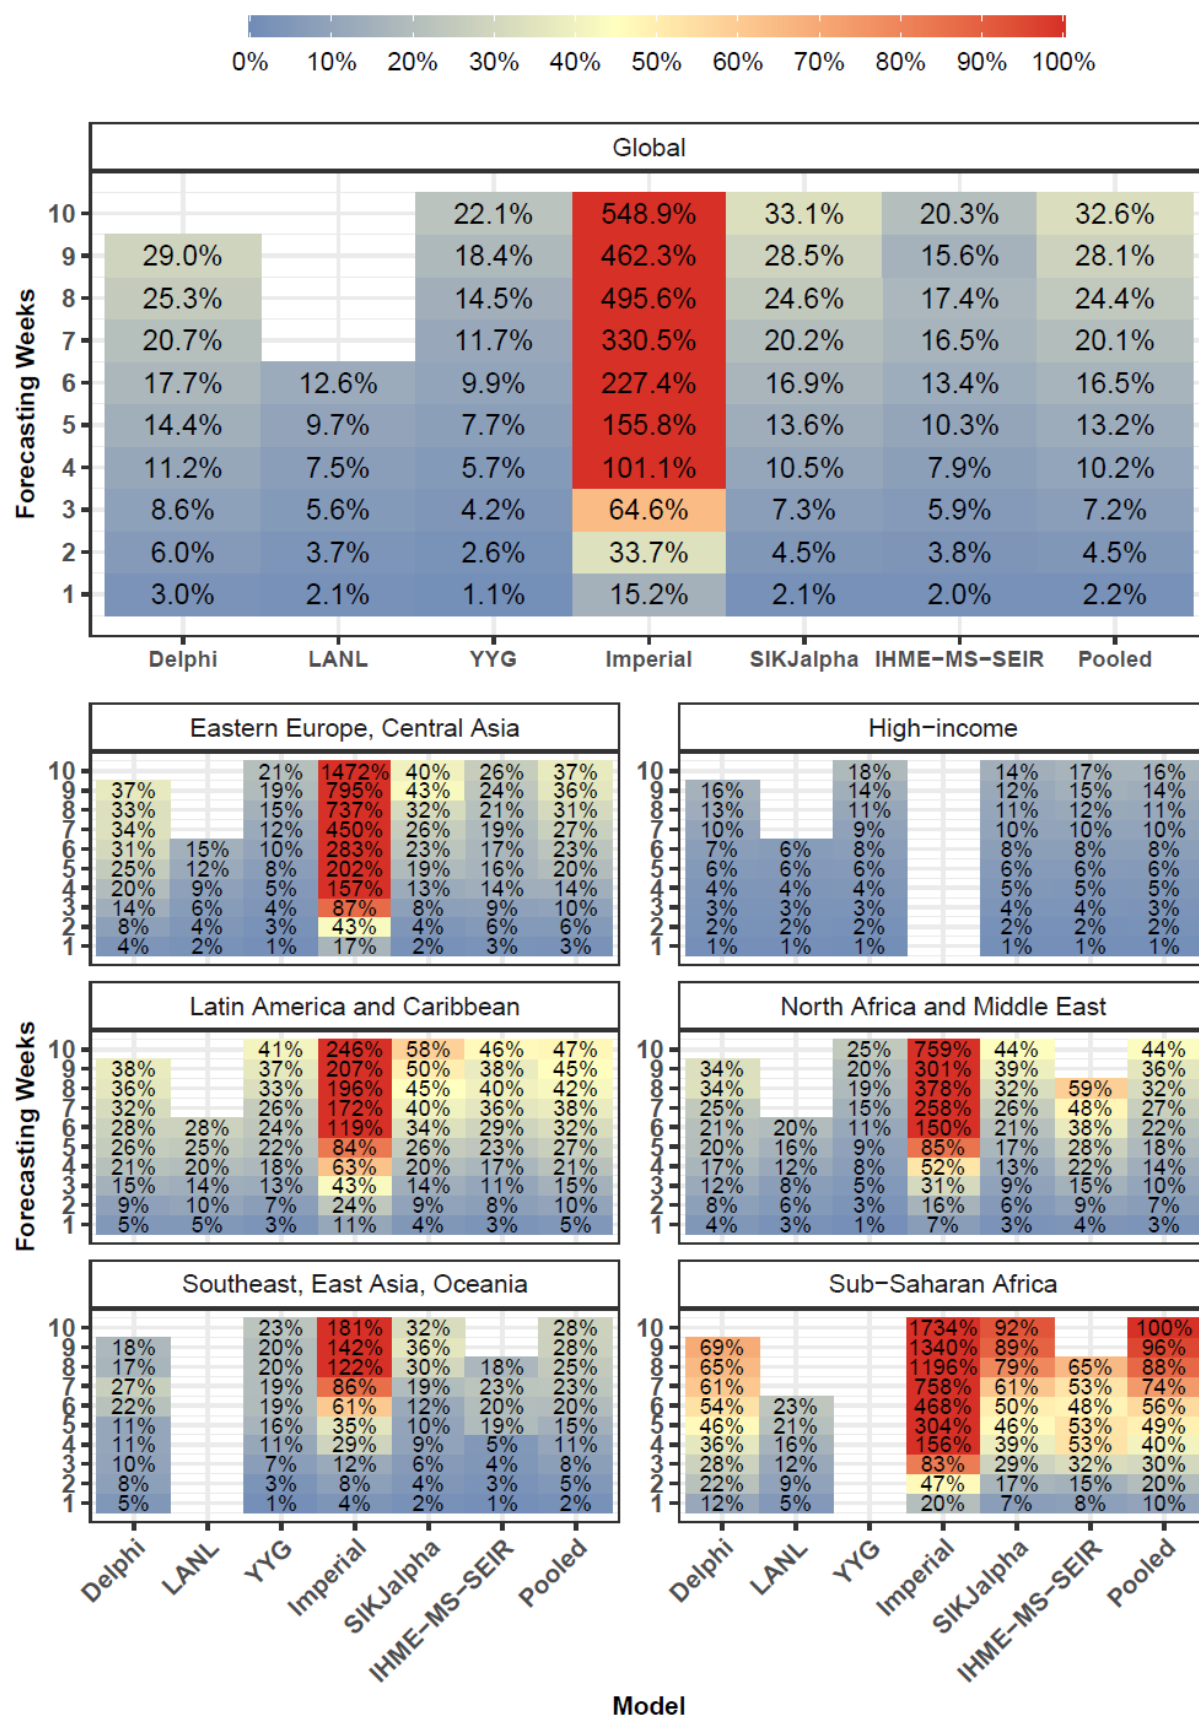 0% 10% 20% 30% 40% 50% 60% 70% 80% 90% 100%
Global
Forecasting Weeks
10 22.1% 548.9% 33.1% 20.3% 32.6%
9 29.0% 18.4% 462.3% 28.5% 15.6% 28.1%
8 25.3% 14.5% 495.6% 24.6% 17.4% 24.4%
7 20.7% 11.7% 330.5% 20.2% 16.5% 20.1%
6 17.7% 12.6% 9.9% 227.4% 16.9% 13.4% 16.5%
5 14.4% 9.7% 7.7% 155.8% 13.6% 10.3% 13.2%
4 11.2% 7.5% 5.7% 101.1% 10.5% 7.9% 10.2%
3 8.6% 5.6% 4.2% 64.6% 7.3% 5.9% 7.2%
2 6.0% 3.7% 2.6% 33.7% 4.5% 3.8% 4.5%
1 3.0% 2.1% 1.1% 15.2% 2.1% 2.0% 2.2%
Delphi LANL YYG Imperial SIKJalpha IHME−MS−SEIR Pooled
Forecasting Weeks
Eastern Europe, Central Asia
10 21% 1472% 40% 26% 37%
9 37% 19% 795% 43% 24% 36%
8 33% 15% 737% 32% 21% 31%
7 34% 12% 450% 26% 19% 27%
6 31% 15% 10% 283% 23% 17% 23%
5 25% 12% 8% 202% 19% 16% 20%
4 20% 9% 5% 157% 13% 14% 14%
3 14% 6% 4% 87% 8% 9% 10%
2 8% 4% 3% 43% 4% 6% 6%
1 4% 2% 1% 17% 2% 3% 3%
High−income
10 18% 14% 17% 16%
9 16% 14% 12% 15% 14%
8 13% 11% 11% 12% 11%
7 10% 9% 10% 10% 10%
6 7% 6% 8% 8% 8% 8%
5 6% 6% 6% 6% 6% 6%
4 4% 4% 4% 5% 5% 5%
3 3% 3% 3% 4% 4% 3%
2 2% 2% 2% 2% 2% 2%
1 1% 1% 1% 1% 1% 1%
Latin America and Caribbean
10 41% 246% 58% 46% 47%
9 38% 37% 207% 50% 38% 45%
8 36% 33% 196% 45% 40% 42%
7 32% 26% 172% 40% 36% 38%
6 28% 28% 24% 119% 34% 29% 32%
5 26% 25% 22% 84% 26% 23% 27%
4 21% 20% 18% 63% 20% 17% 21%
3 15% 14% 13% 43% 14% 11% 15%
2 9% 10% 7% 24% 9% 8% 10%
1 5% 5% 3% 11% 4% 3% 5%
North Africa and Middle East
10 25% 759% 44% 44%
9 34% 20% 301% 39% 36%
8 34% 19% 378% 32% 59% 32%
7 25% 15% 258% 26% 48% 27%
6 21% 20% 11% 150% 21% 38% 22%
5 20% 16% 9% 85% 17% 28% 18%
4 17% 12% 8% 52% 13% 22% 14%
3 12% 8% 5% 31% 9% 15% 10%
2 8% 6% 3% 16% 6% 9% 7%
1 4% 3% 1% 7% 3% 4% 3%
Southeast, East Asia, Oceania
10 23% 181% 32% 28%
9 18% 20% 142% 36% 28%
8 17% 20% 122% 30% 18% 25%
7 27% 19% 86% 19% 23% 23%
6 22% 19% 61% 12% 20% 20%
5 11% 16% 35% 10% 19% 15%
4 11% 11% 29% 9% 5% 11%
3 10% 7% 12% 6% 4% 8%
2 8% 3% 8% 4% 3% 5%
1 5% 1% 4% 2% 1% 2%
Sub−Saharan Africa
10 1734% 92% 100%
9 69% 1340% 89% 96%
8 65% 1196% 79% 65% 88%
7 61% 758% 61% 53% 74%
6 54% 23% 468% 50% 48% 56%
5 46% 21% 304% 46% 53% 49%
4 36% 16% 156% 39% 53% 40%
3 28% 12% 83% 29% 32% 30%
2 22% 9% 47% 17% 15% 20%
1 12% 5% 20% 7% 8% 10%
Delphi LANL YYG Imperial SIKJalpha IHME−MS−SEIR Pooled
Delphi LANL YYG Imperial SIKJalpha IHME−MS−SEIR Pooled
Model